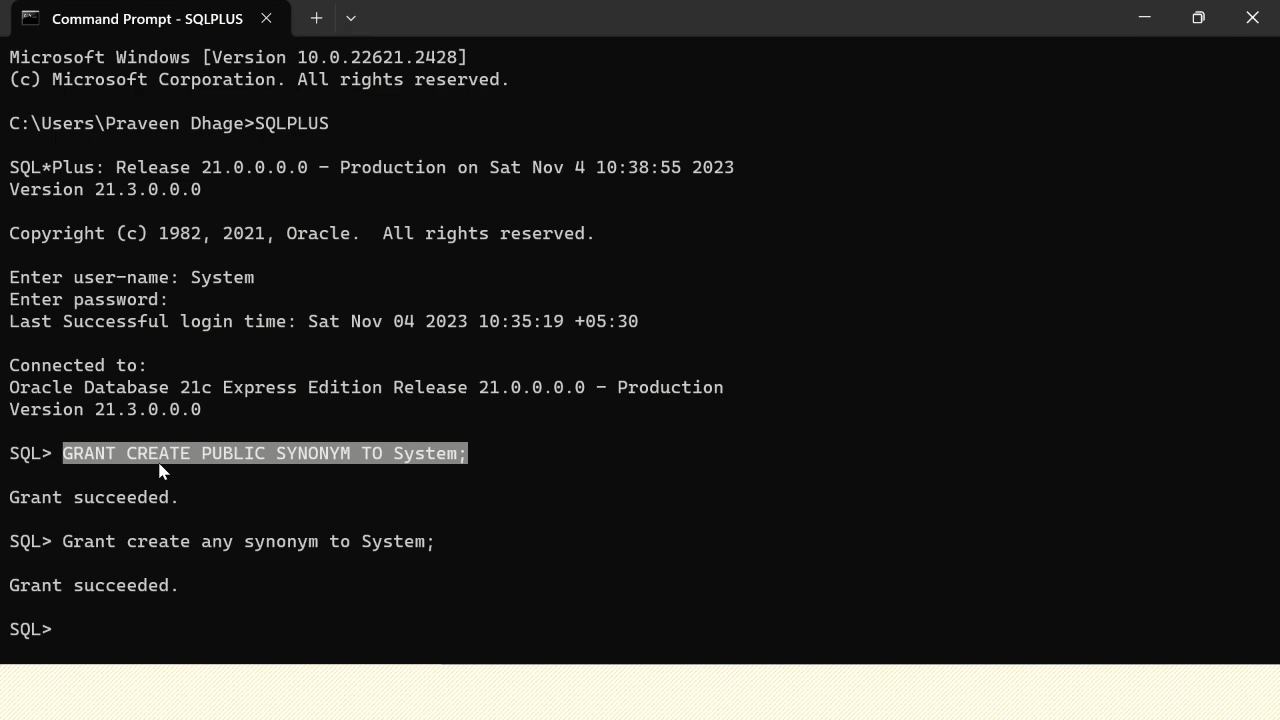 Command Prompt - SQLPLUS
Microsoft Windows [Version 10.0.22621.2428]
(c) Microsoft Corporation. All rights reserved.
C:\Users\Praveen Dhage>SQLPLUS
SQL*Plus: Release 21.0.0.0.0 - Production on Sat Nov 4 10:38:55 2023
Version 21.3.0.0.0
Copyright (c) 1982, 2021, Oracle.  All rights reserved.
Enter user-name: System
Enter password:
Last Successful login time: Sat Nov 04 2023 10:35:19 +05:30
Connected to:
Oracle Database 21c Express Edition Release 21.0.0.0.0 - Production
Version 21.3.0.0.0
SQL> GRANT CREATE PUBLIC SYNONYM TO System;
Grant succeeded.
SQL> Grant create any synonym to System;
Grant succeeded.
SQL>